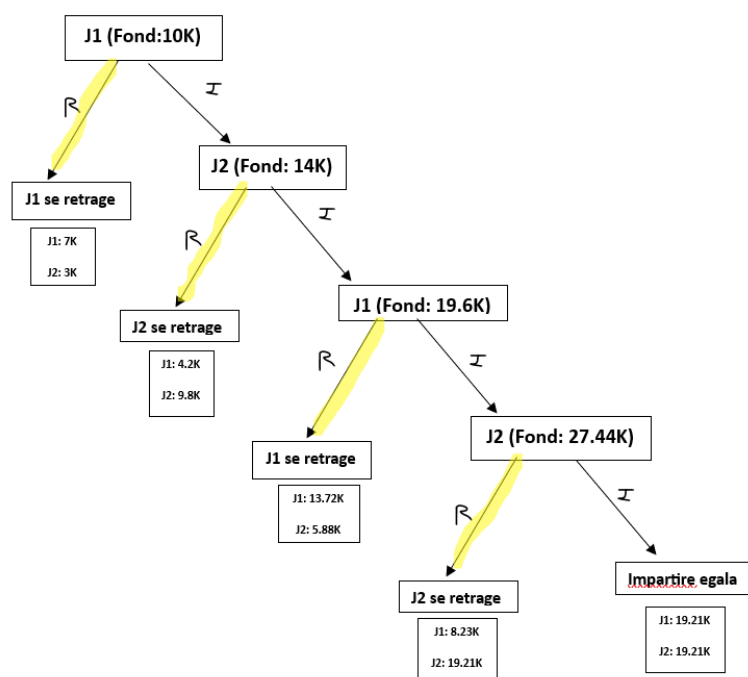 J1 (Fond:10K)
R
I
J2 (Fond: 14K)
J1 se retrage
J1: 7K
J2: 3K
R
I
J1 (Fond: 19.6K)
J2 se retrage
J1: 4.2K
J2: 9.8K
R
I
J2 (Fond: 27.44K)
J1 se retrage
J1: 13.72K
J2: 5.88K
R
I
Impartire egala
J2 se retrage
J1: 19.21K
J2: 19.21K
J1: 8.23K
J2: 19.21K